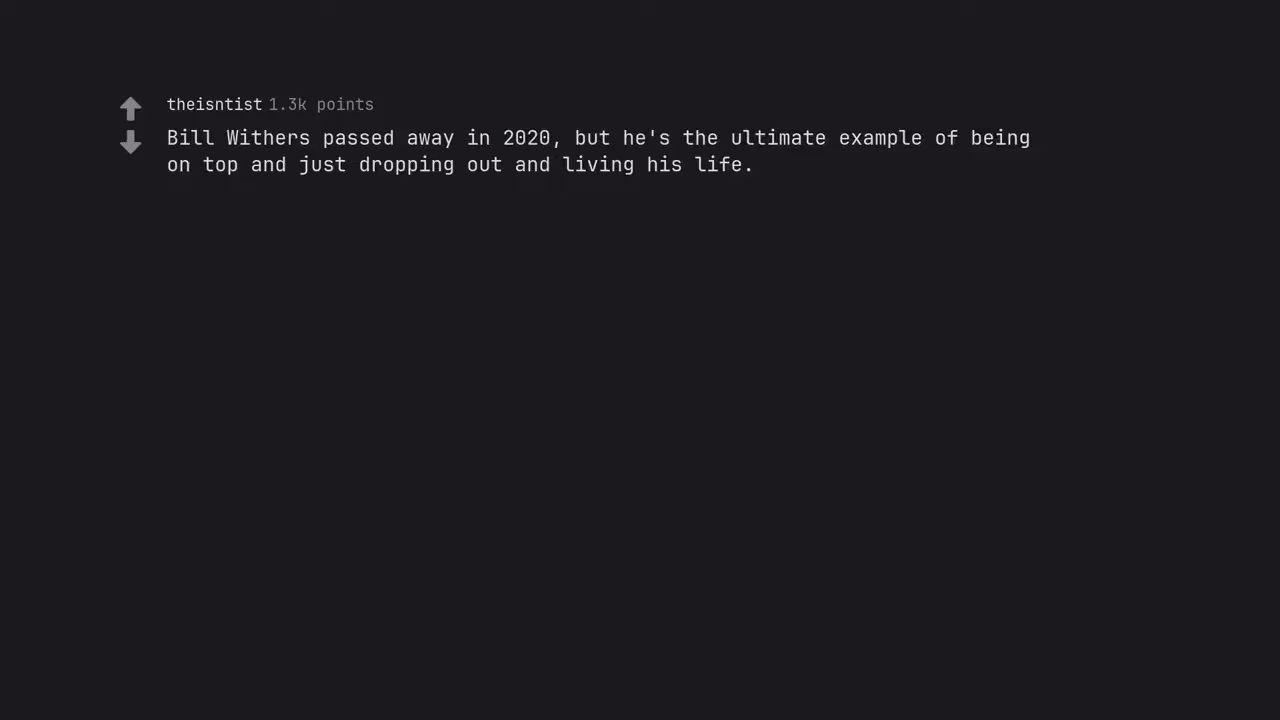 theisntist 1.3k points
Bill Withers passed away in 2020, but he's the ultimate example of being
on top and just dropping out and living his life.